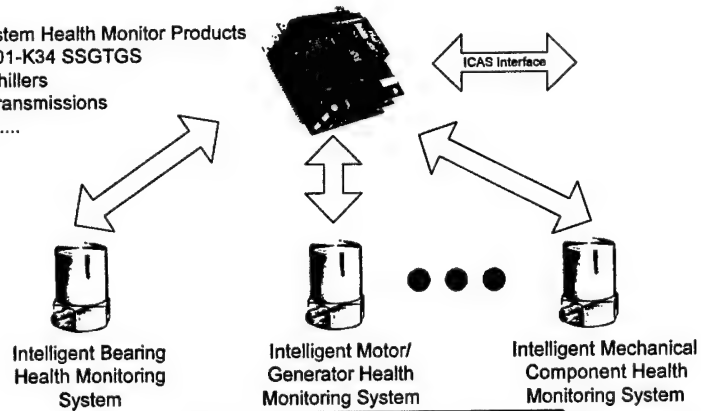 stem Health Monitor Products
01-K34 SSGTGS
hillers
ransmissions
....
ICAS Interface
Intelligent Bearing
Health Monitoring
System
Intelligent Motor/
Generator Health
Monitoring System
Intelligent Mechanical
Component Health
Monitoring System